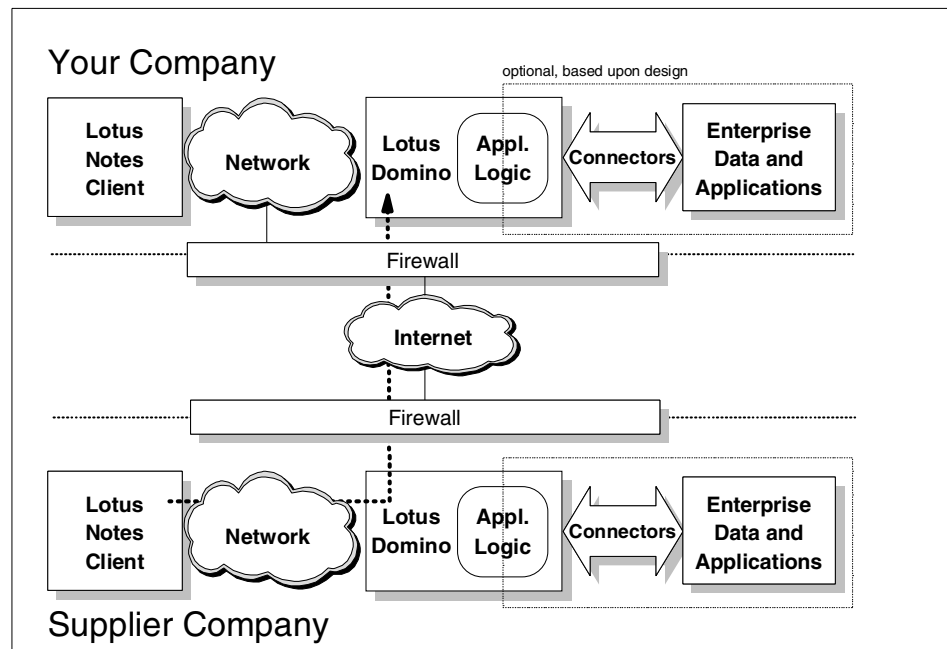 Your Company
optional, based upon design
Lotus
Notes
Client
Network
Lotus
Domino
Appl.
Logic
Connectors
Enterprise
Data and
Applications
Firewall
Internet
Firewall
Lotus
Notes
Client
Network
Lotus
Domino
Appl.
Logic
Connectors
Enterprise
Data and
Applications
Supplier Company